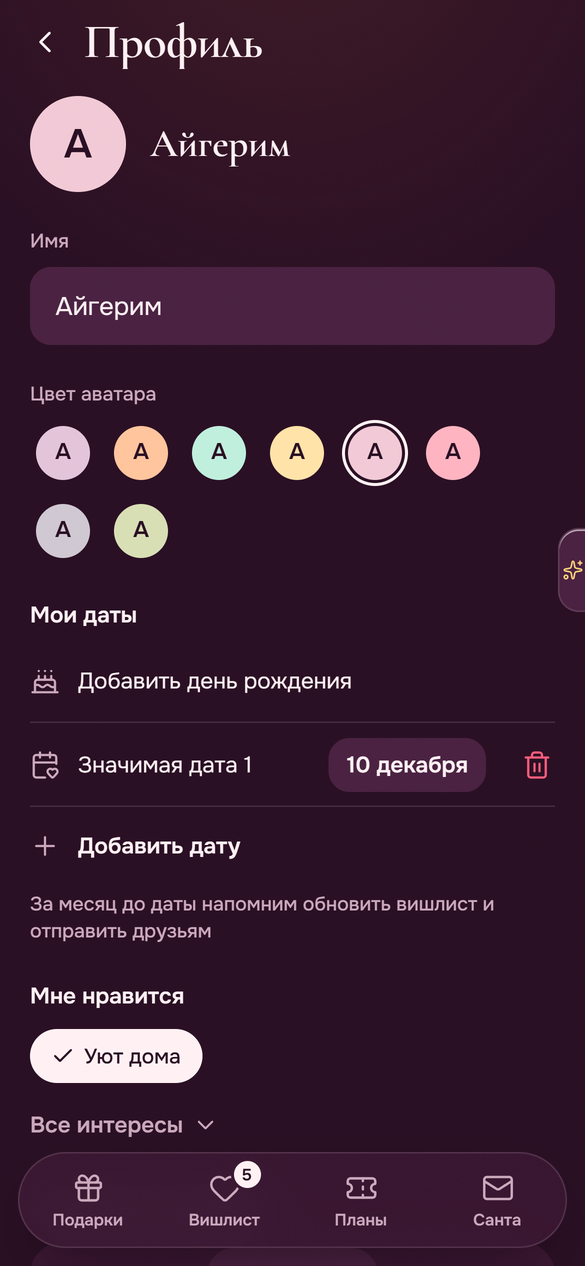 Профиль
А
Айгерим
Имя
Айгерим
Цвет аватара
А А А А А А
А А
Мои даты
Добавить день рождения
Значимая дата 1 10 декабря
Добавить дату
За месяц до даты напомним обновить вишлист и
отправить друзьям
Мне нравится
Уют дома
Все интересы
5
Подарки Вишлист Планы Санта